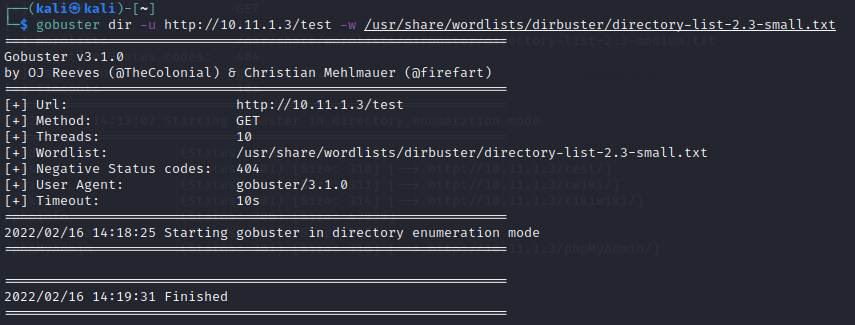 ┌──(kali㉿kali)-[~]
└─$ gobuster dir -u http://10.11.1.3/test -w /usr/share/wordlists/dirbuster/directory-list-2.3-small.txt
===============================================================
Gobuster v3.1.0
by OJ Reeves (@TheColonial) & Christian Mehlmauer (@firefart)
===============================================================
[+] Url: http://10.11.1.3/test
[+] Method: GET
[+] Threads: 10
[+] Wordlist: /usr/share/wordlists/dirbuster/directory-list-2.3-small.txt
[+] Negative Status codes: 404
[+] User Agent: gobuster/3.1.0
[+] Timeout: 10s
===============================================================
2022/02/16 14:18:25 Starting gobuster in directory enumeration mode
===============================================================
===============================================================
2022/02/16 14:19:31 Finished
===============================================================